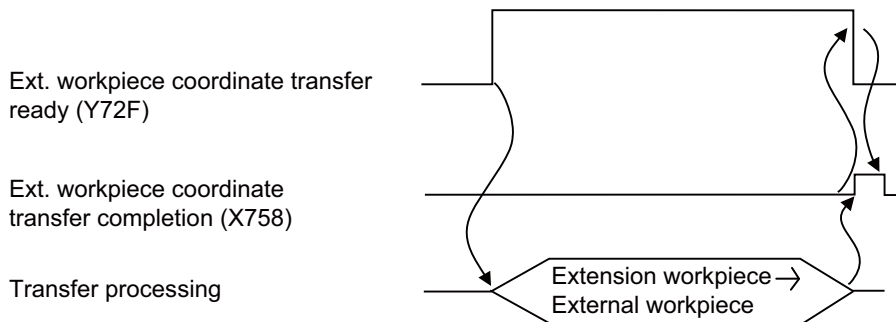 Ext. workpiece coordinate transfer
ready (Y72F)
Ext. workpiece coordinate
transfer completion (X758)
Transfer processing
Extension workpiece →
External workpiece